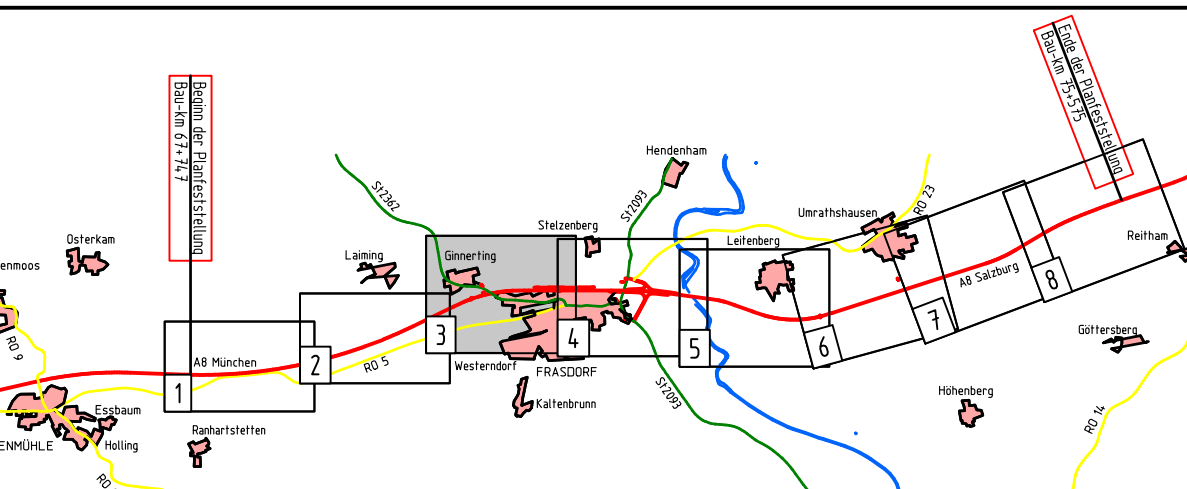 Beginn der Planfeststellung
Bau-km 67+747
Ende der Planfeststellung
Bau-km 75+575
Hendenham
St2362
St2093
RO 23
Umrathshausen
Stelzenberg
Leitenberg
Osterkam
enmoos
Laiming
Ginnerting
Reitham
A8 Salzburg
8
7
6
5
4
3
2
1
Göttersberg
RO 9
A8 München
RO 5
Westerndorf
FRASDORF
St2093
Kaltenbrunn
Höhenberg
RO 14
Essbaum
Ranhartstetten
ENMÜHLE
Holling
RO